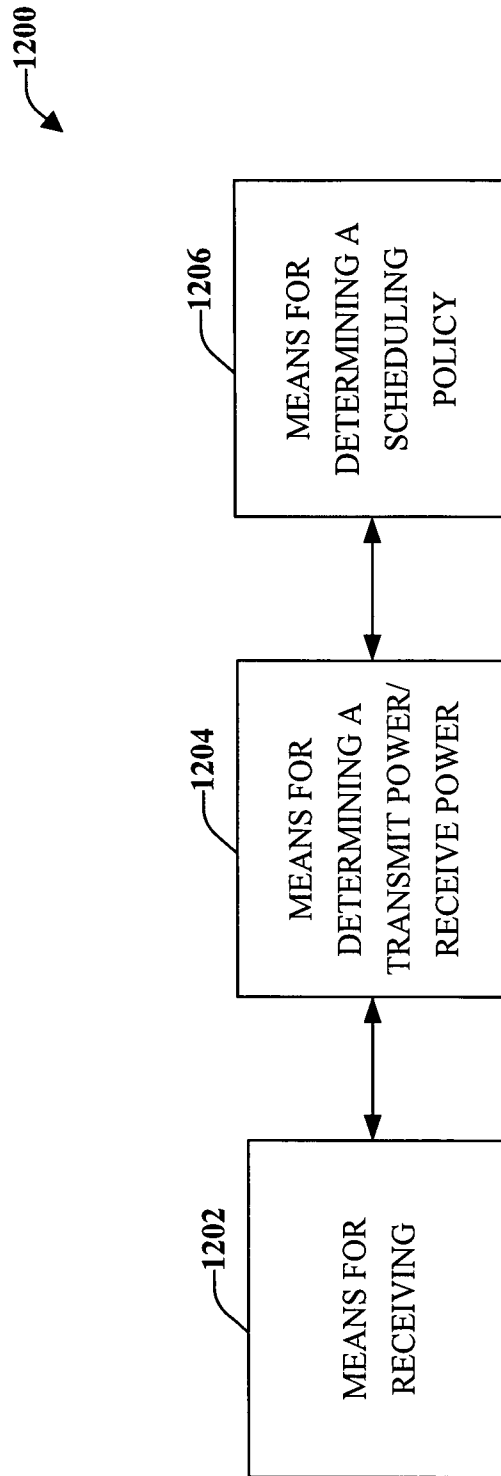 1200
1202
MEANS FOR
RECEIVING
1204
MEANS FOR
DETERMINING A
TRANSMIT POWER/
RECEIVE POWER
1206
MEANS FOR
DETERMINING A
SCHEDULING
POLICY